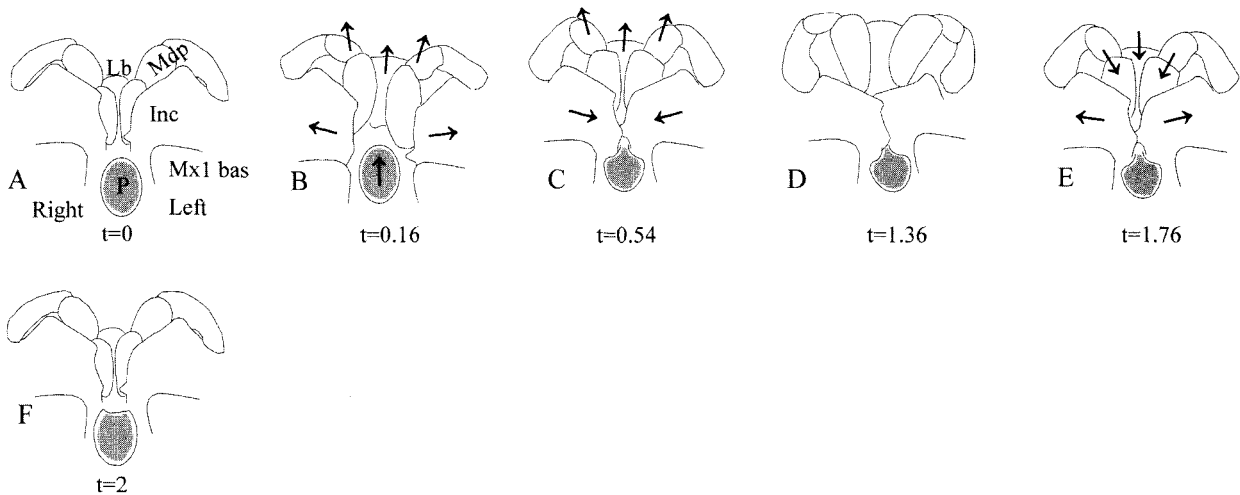 Lb
Mdp
Inc
Mx1 bas
P
Right
Left
A
t=0
B
t=0.16
C
t=0.54
D
t=1.36
E
t=1.76
F
t=2